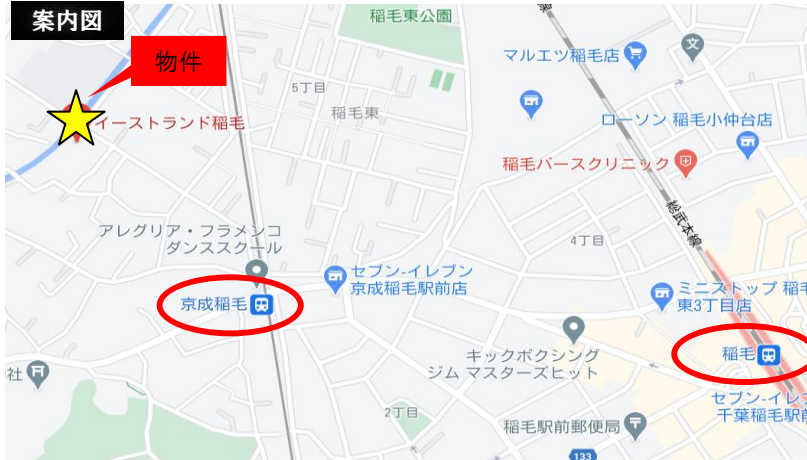 案内図
稲毛東公園
物件
マルエツ稲毛店
文
5丁目
イーストランド稲毛
稲毛東
ローソン 稲毛小仲台店
稲毛バースクリニック
総武本線
アレグリア・フラメンコ
ダンススクール
4丁目
セブン-イレブン
京成稲毛駅前店
京成稲毛
ミニストップ 稲毛
東3丁目店
稲毛
キックボクシング
ジム マスターズヒット
社
セブン-イレブ
千葉稲毛駅前
2丁目
稲毛駅前郵便局
133